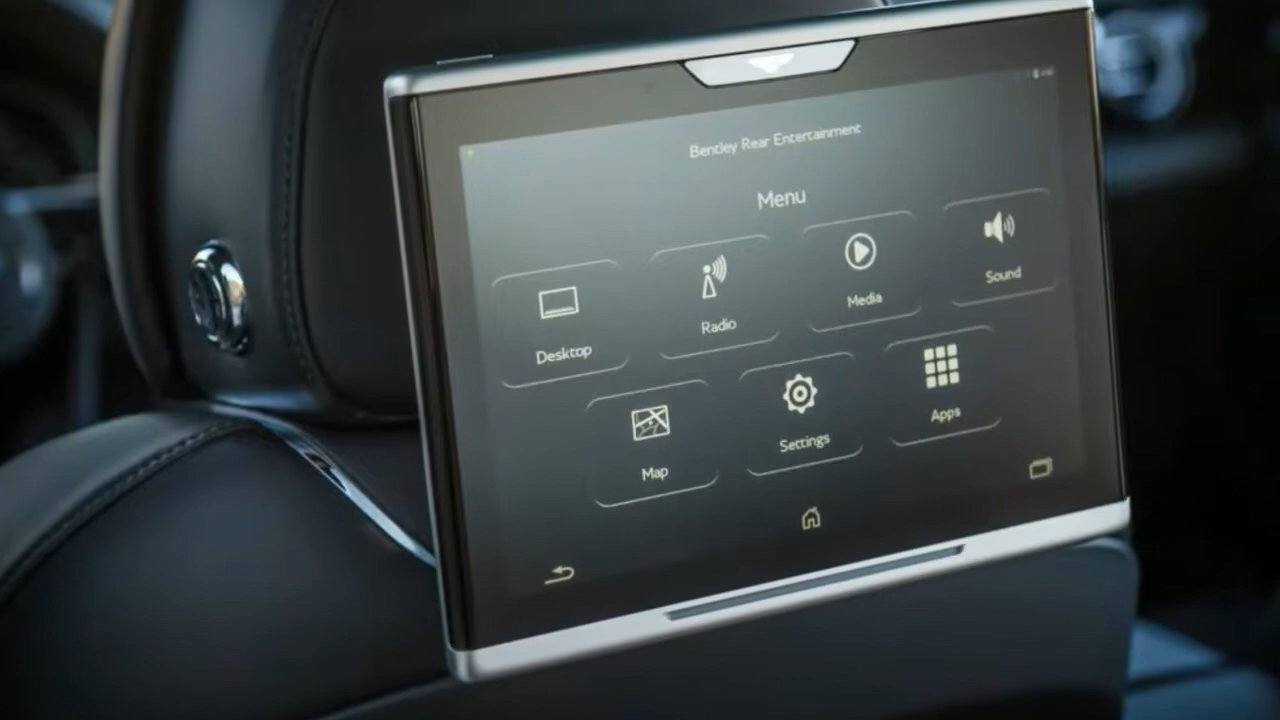 Bentley Rear Entertainment
Menu
Desktop
Radio
Media
Sound
Map
Settings
Apps